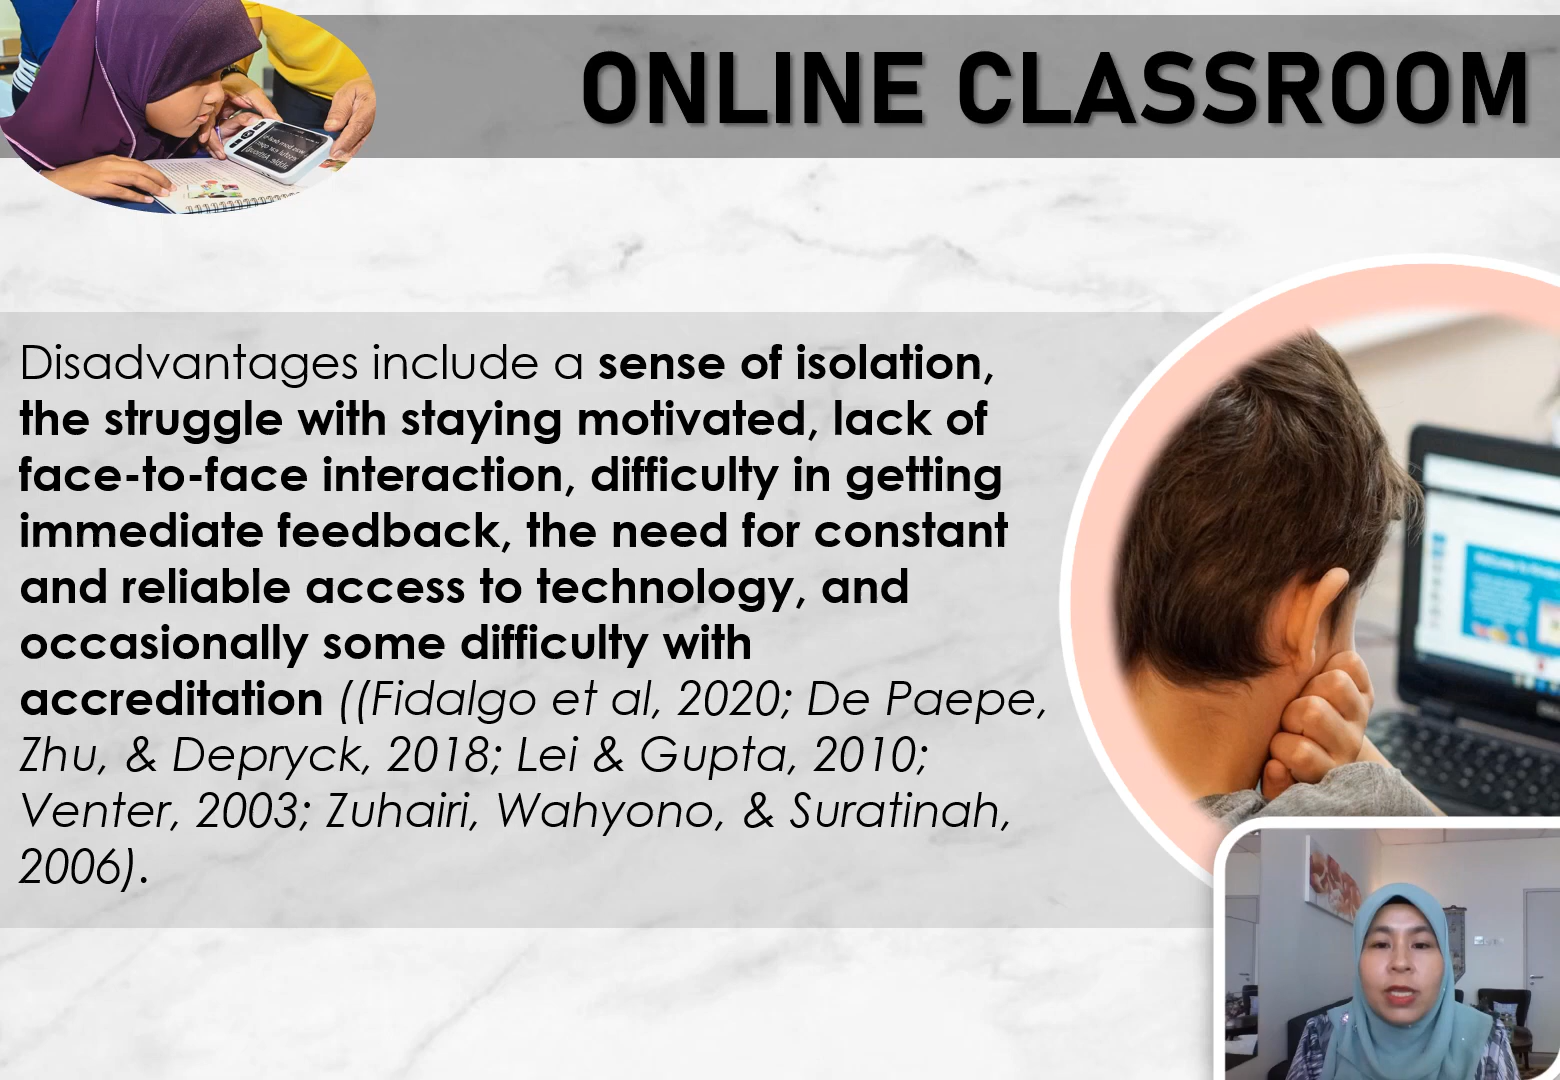 ONLINE CLASSROOM
Disadvantages include a sense of isolation,
the struggle with staying motivated, lack of
face-to-face interaction, difficulty in getting
immediate feedback, the need for constant
and reliable access to technology, and
occasionally some difficulty with
accreditation ((Fidalgo et al, 2020; De Paepe,
Zhu, & Depryck, 2018; Lei & Gupta, 2010;
Venter, 2003; Zuhairi, Wahyono, & Suratinah,
2006).